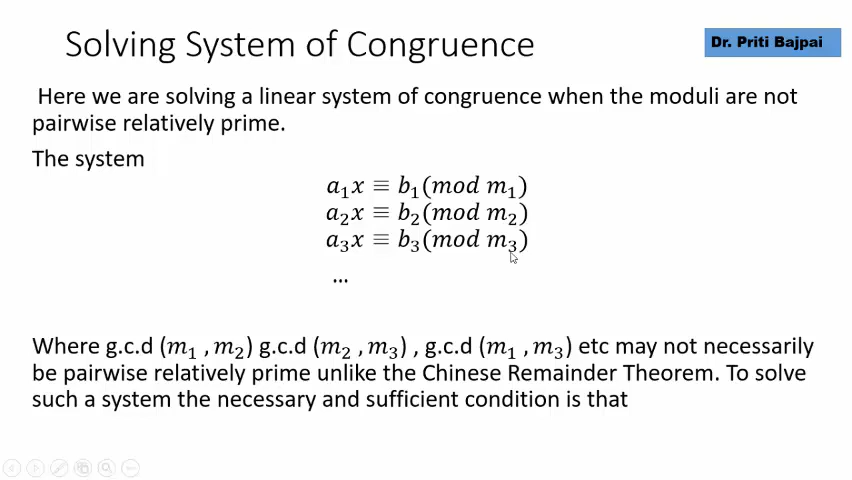 Solving System of Congruence
Dr. Priti Bajpai
Here we are solving a linear system of congruence when the moduli are not
pairwise relatively prime.
The system
a₁x ≡ b₁(mod m₁)
a₂x ≡ b₂(mod m₂)
a₃x ≡ b₃(mod m₃)
...
Where g.c.d (m₁ , m₂) g.c.d (m₂ , m₃) , g.c.d (m₁ , m₃) etc may not necessarily
be pairwise relatively prime unlike the Chinese Remainder Theorem. To solve
such a system the necessary and sufficient condition is that